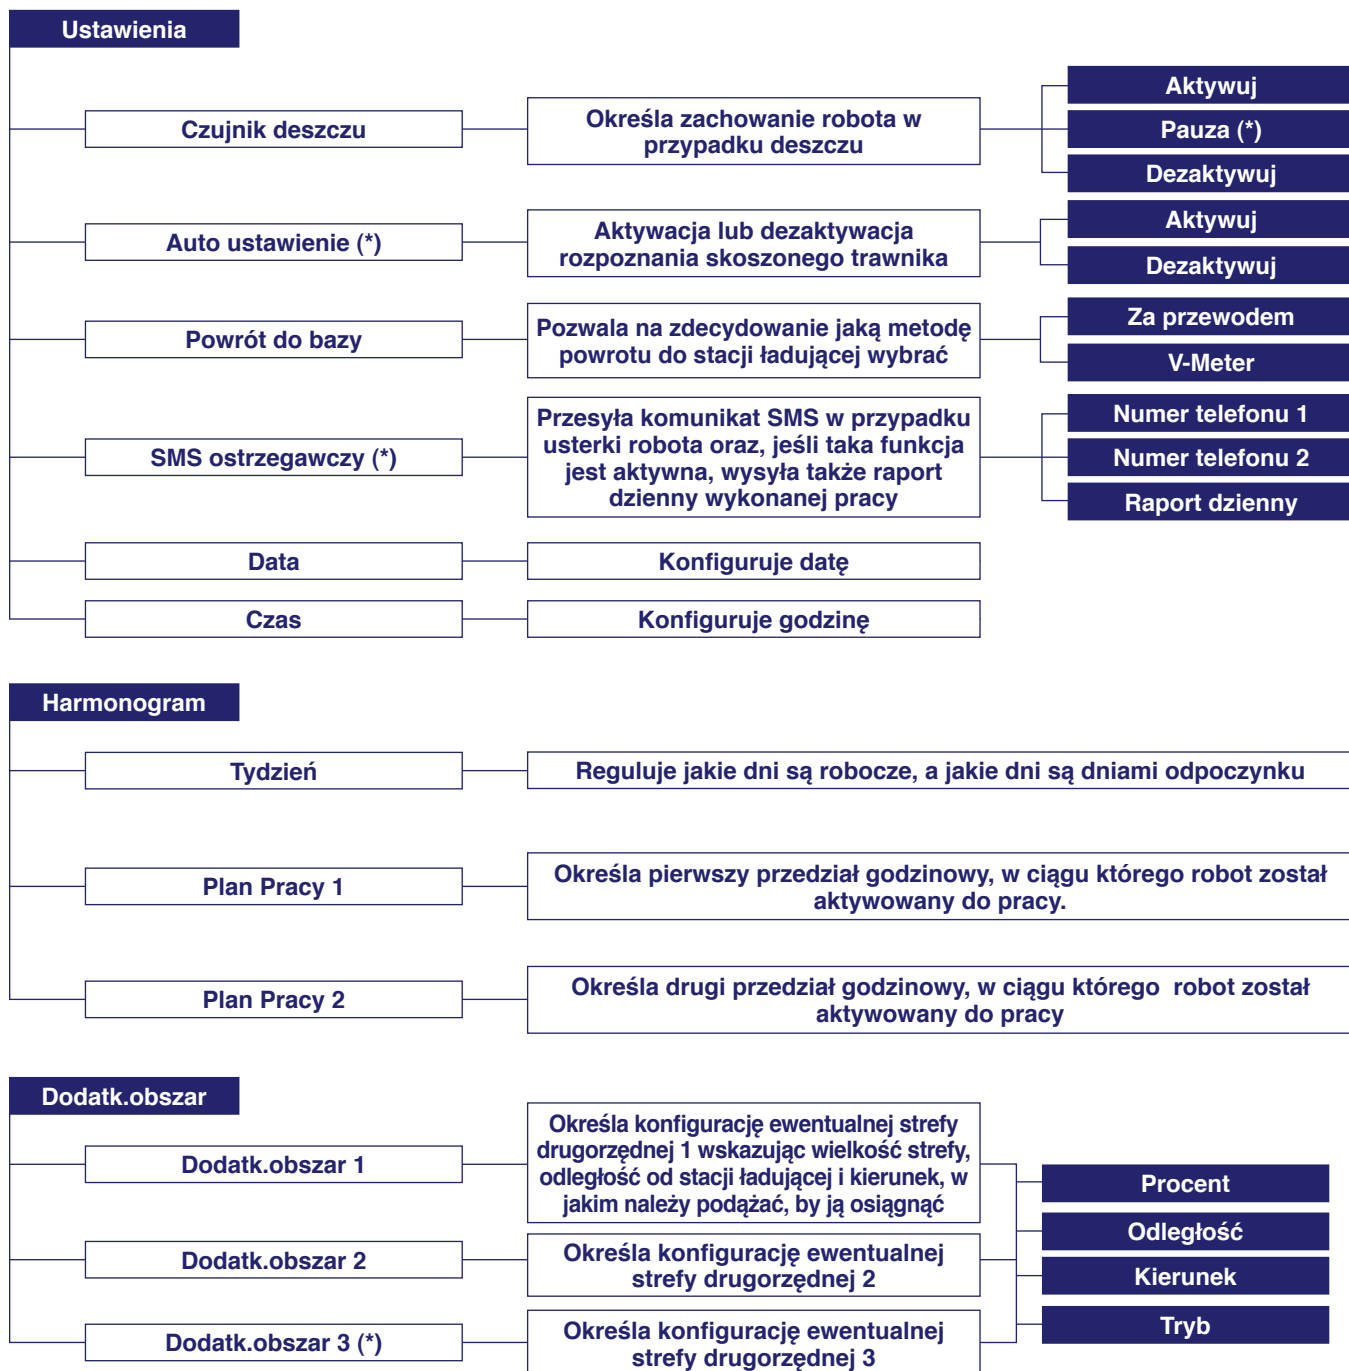 Ustawienia
Czujnik deszczu
Określa zachowanie robota w
przypadku deszczu
Aktywuj
Pauza (*)
Dezaktywuj
Auto ustawienie (*)
Aktywacja lub dezaktywacja
rozpoznania skoszonego trawnika
Aktywuj
Dezaktywuj
Powrót do bazy
Pozwala na zdecydowanie jaką metodę
powrotu do stacji ładującej wybrać
Za przewodem
V-Meter
SMS ostrzegawczy (*)
Przesyła komunikat SMS w przypadku
usterki robota oraz, jeśli taka funkcja
jest aktywna, wysyła także raport
dzienny wykonanej pracy
Numer telefonu 1
Numer telefonu 2
Raport dzienny
Data
Konfiguruje datę
Czas
Konfiguruje godzinę
Harmonogram
Tydzień
Reguluje jakie dni są robocze, a jakie dni są dniami odpoczynku
Plan Pracy 1
Określa pierwszy przedział godzinowy, w ciągu którego robot został
aktywowany do pracy.
Plan Pracy 2
Określa drugi przedział godzinowy, w ciągu którego  robot został
aktywowany do pracy
Dodatk.obszar
Dodatk.obszar 1
Określa konfigurację ewentualnej strefy
drugorzędnej 1 wskazując wielkość strefy,
odległość od stacji ładującej i kierunek, w
jakim należy podążać, by ją osiągnąć
Dodatk.obszar 2
Określa konfigurację ewentualnej
strefy drugorzędnej 2
Dodatk.obszar 3 (*)
Określa konfigurację ewentualnej
strefy drugorzędnej 3
Procent
Odległość
Kierunek
Tryb